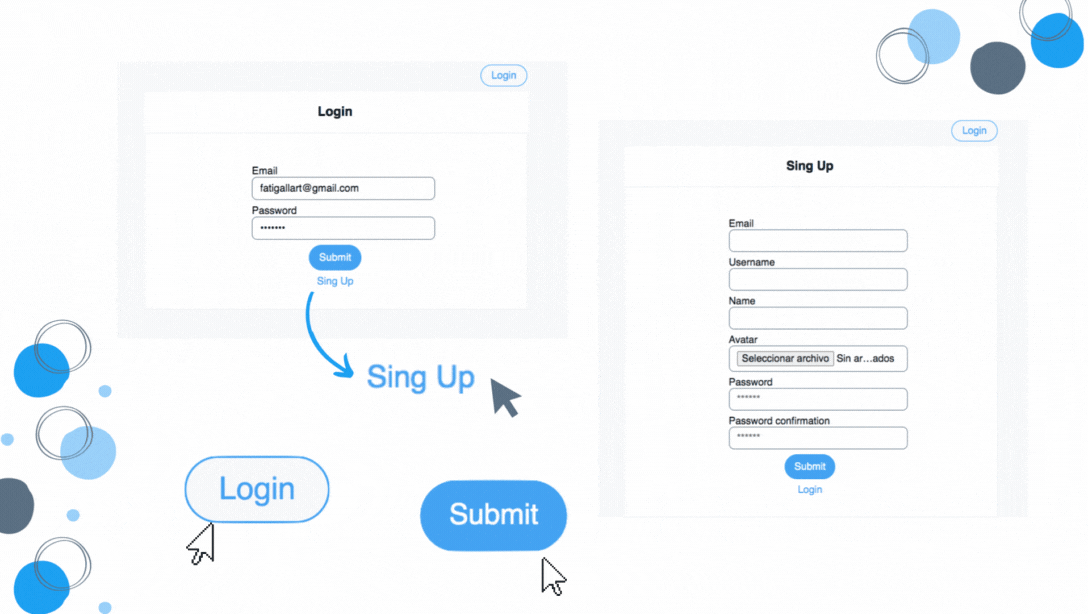 Login
Login
Email
fatigallart@gmail.com
Password
•••••••
Submit
Sing Up
Sing Up
Login
Submit
Login
Sing Up
Email
Username
Name
Avatar
Seleccionar archivo Sin ar...ados
Password
******
Password confirmation
******
Submit
Login